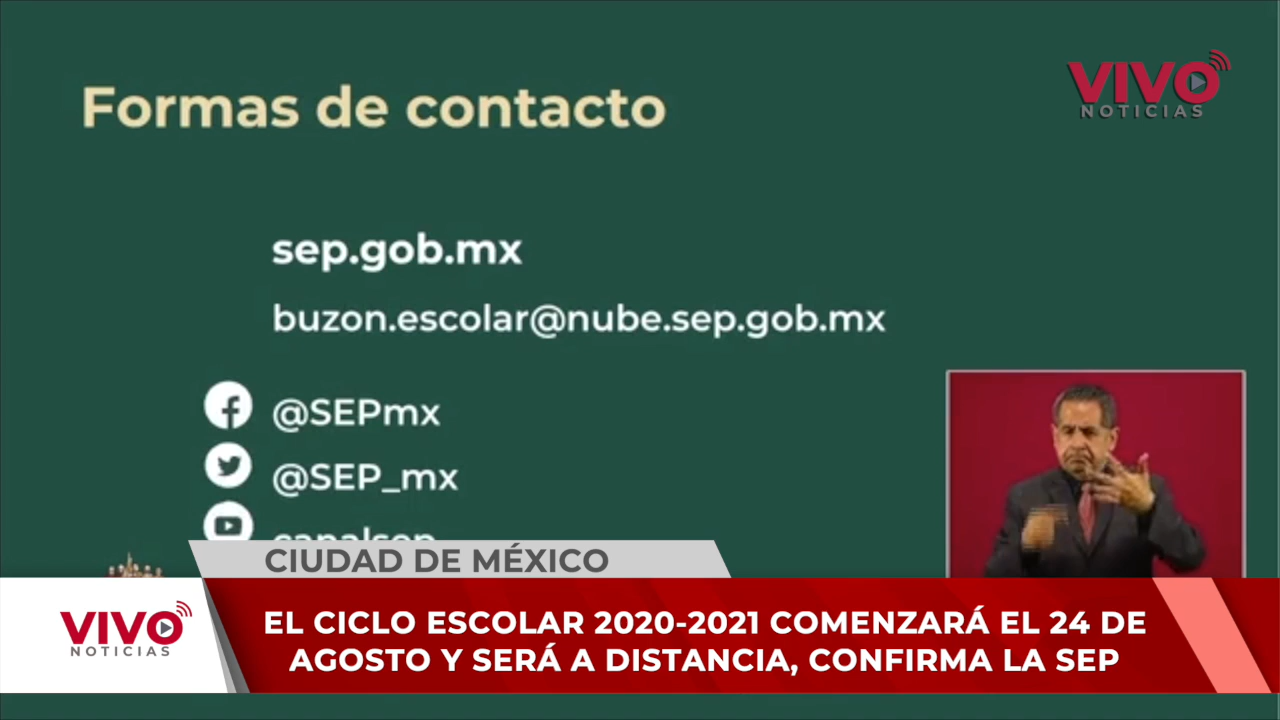 Formas de contacto
VIVO
NOTICIAS
sep.gob.mx
buzon.escolar@nube.sep.gob.mx
@SEPmx
@SEP_mx
canalsep
CIUDAD DE MÉXICO
VIVO
NOTICIAS
EL CICLO ESCOLAR 2020-2021 COMENZARÁ EL 24 DE
AGOSTO Y SERÁ A DISTANCIA, CONFIRMA LA SEP